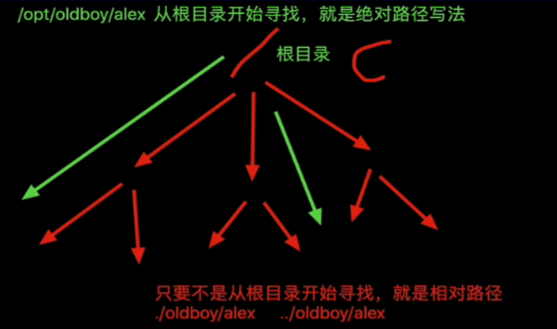 /opt/oldboy/alex 从根目录开始寻找，就是绝对路径写法
/ 根目录 C
只要不是从根目录开始寻找，就是相对路径
./oldboy/alex ../oldboy/alex